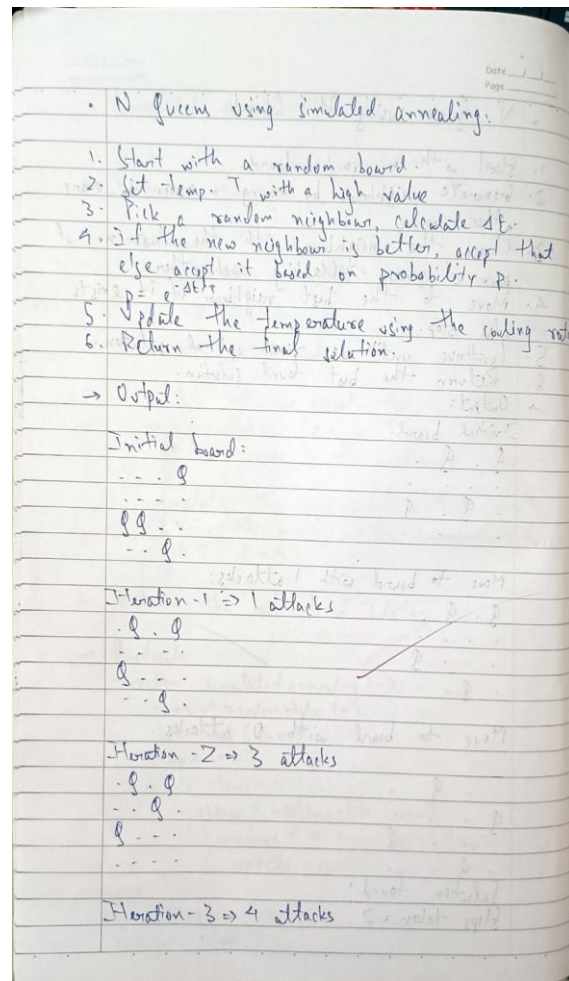 Date
Page
• N Queens using simulated annealing:
1. Start with a random board.
2. Set temp. T with a high value
3. Pick a random neighbour, calculate ΔE.
4. If the new neighbour is better, accept that
else accept it based on probability p.
p = e^-ΔE/T
5. Update the temperature using the cooling rate
6. Return the final solution.
→ Output:
Initial board:
. . . Q
. . . .
Q Q . .
. . Q .
Iteration-1 => 1 attacks
. Q . Q
. . . .
Q . . .
. . Q
Iteration-2 => 3 attacks
. Q . Q
. . Q .
Q . . .
. . . .
Iteration-3 => 4 attacks